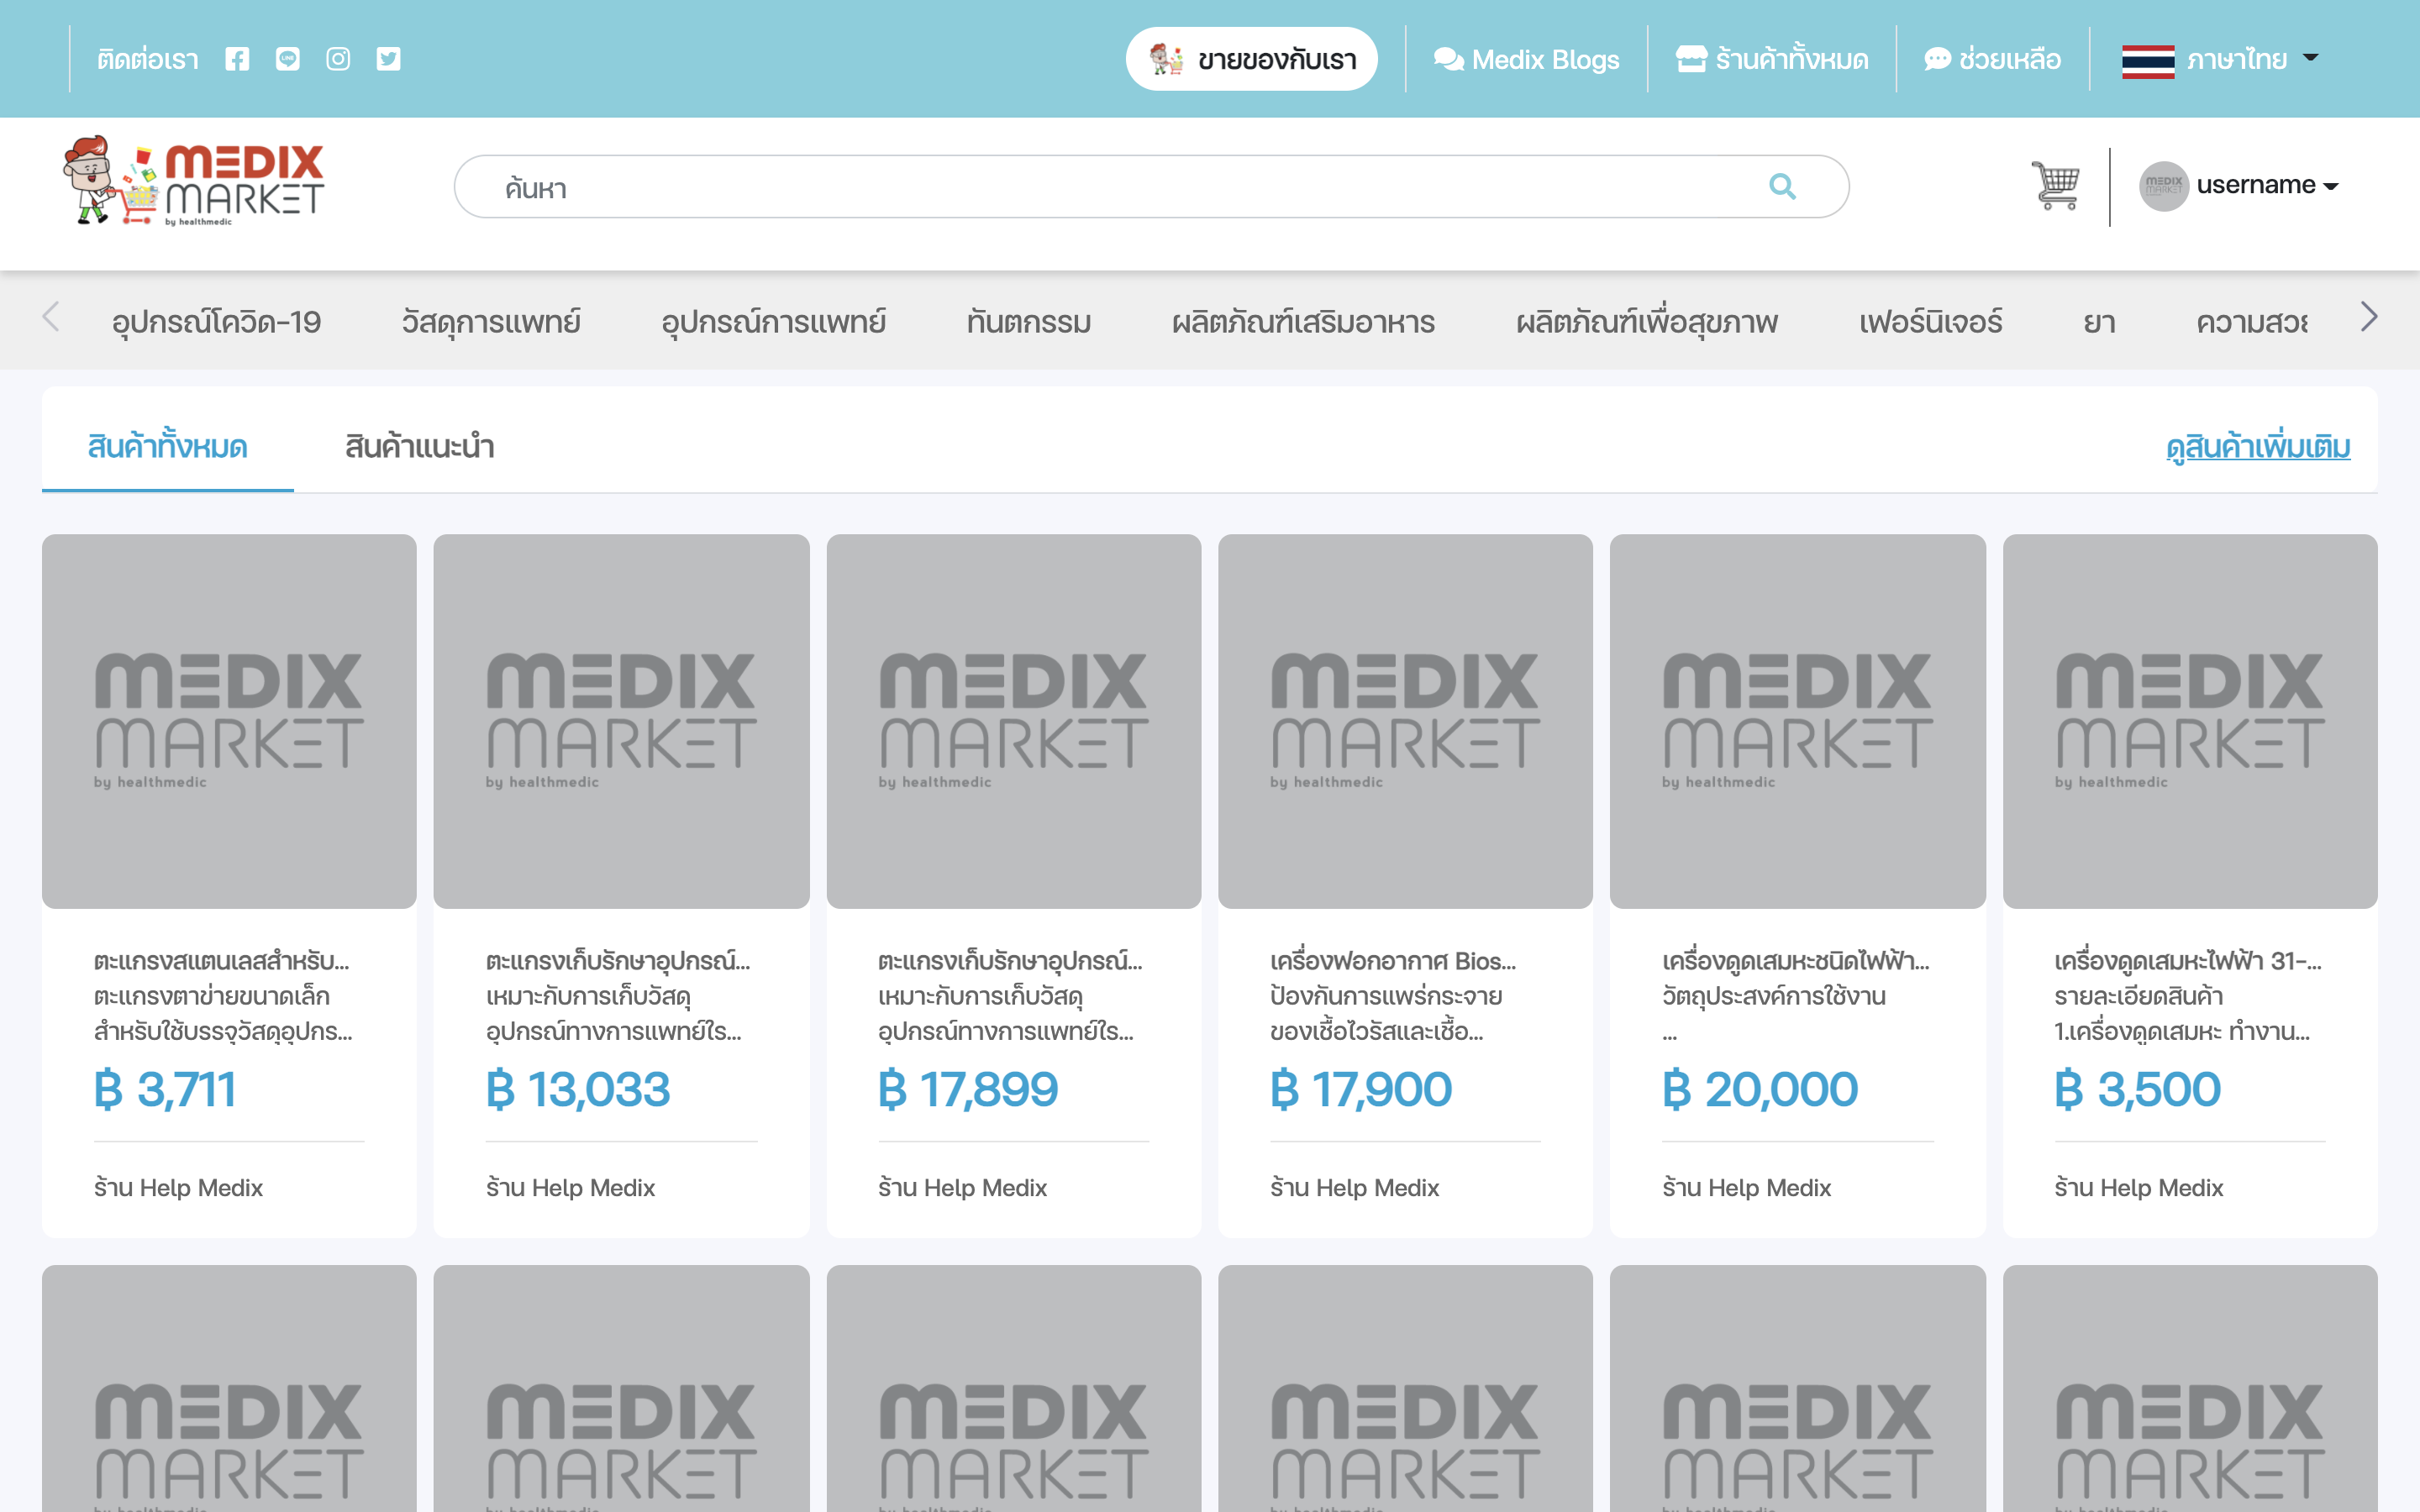 ติดต่อเรา
ขายของกับเรา
Medix Blogs
ร้านค้าทั้งหมด
ช่วยเหลือ
ภาษาไทย
MEDIX
MARKET
by healthmedic
ค้นหา
MEDIX
MARKET
username
อุปกรณ์โควิด-19
วัสดุการแพทย์
อุปกรณ์การแพทย์
ทันตกรรม
ผลิตภัณฑ์เสริมอาหาร
ผลิตภัณฑ์เพื่อสุขภาพ
เฟอร์นิเจอร์
ยา
สินค้าทั้งหมด
สินค้าแนะนำ
ดูสินค้าเพิ่มเติม
MEDIX
MARKET
by healthmedic
ตะแกรงสแตนเลสสำหรับ...
ตะแกรงตาข่ายขนาดเล็ก
สำหรับใช้บรรจุวัสดุอุปกร...
฿ 3,711
ร้าน Help Medix
MEDIX
MARKET
by healthmedic
ตะแกรงเก็บรักษาอุปกรณ์...
เหมาะกับการเก็บวัสดุ
อุปกรณ์ทางการแพทย์ไร...
฿ 13,033
ร้าน Help Medix
MEDIX
MARKET
by healthmedic
ตะแกรงเก็บรักษาอุปกรณ์...
เหมาะกับการเก็บวัสดุ
อุปกรณ์ทางการแพทย์ไร...
฿ 17,899
ร้าน Help Medix
MEDIX
MARKET
by healthmedic
เครื่องฟอกอากาศ Bios...
ป้องกันการแพร่กระจาย
ของเชื้อไวรัสและเชื้อ...
฿ 17,900
ร้าน Help Medix
MEDIX
MARKET
by healthmedic
เครื่องดูดเสมหะชนิดไฟฟ้า...
วัตถุประสงค์การใช้งาน
...
฿ 20,000
ร้าน Help Medix
MEDIX
MARKET
by healthmedic
เครื่องดูดเสมหะไฟฟ้า 31-...
รายละเอียดสินค้า
1.เครื่องดูดเสมหะ ทำงาน...
฿ 3,500
ร้าน Help Medix
MEDIX
MARKET
MEDIX
MARKET
MEDIX
MARKET
MEDIX
MARKET
MEDIX
MARKET
MEDIX
MARKET